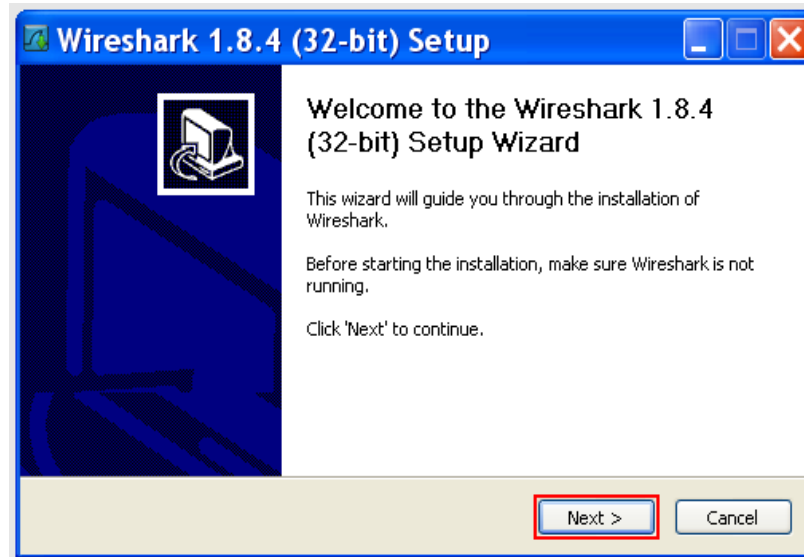 Wireshark 1.8.4 (32-bit) Setup
Welcome to the Wireshark 1.8.4
(32-bit) Setup Wizard
This wizard will guide you through the installation of
Wireshark.
Before starting the installation, make sure Wireshark is not
running.
Click 'Next' to continue.
Next >
Cancel